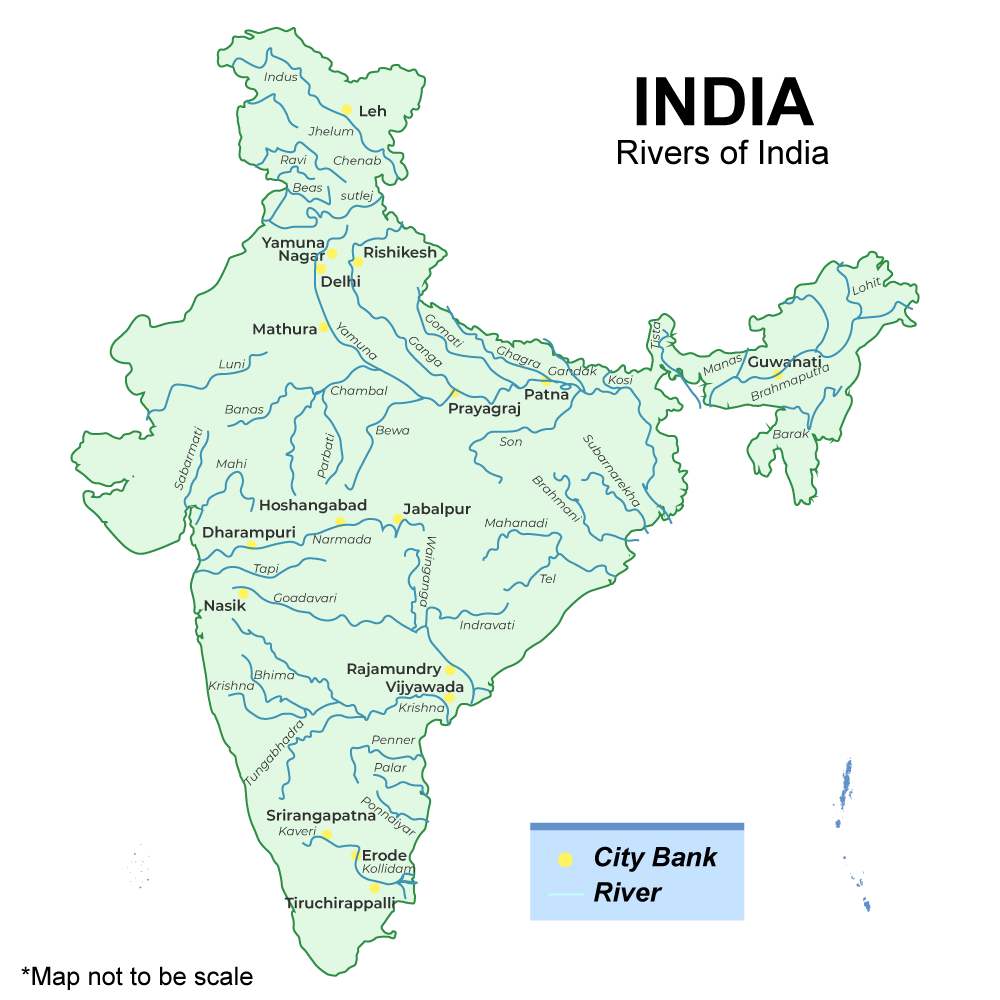 INDIA
Rivers of India
Indus
Leh
Jhelum
Ravi
Chenab
Beas
sutlej
Yamuna
Nagar
Rishikesh
Delhi
Mathura
Yamuna
Ganga
Gomati
Ghagra
Gandak
Kosi
Tista
Manas
Guwanati
Brahmaputra
Lohit
Barak
Luni
Chambal
Banas
Prayagraj
Patna
Sabarmati
Mahi
Parbati
Bewa
Son
Subarnarekha
Brahmani
Hoshangabad
Jabalpur
Dharampuri
Narmada
Mahanadi
Wainganga
Tapi
Tel
Nasik
Goadavari
Indravati
Rajamundry
Vijyawada
Bhima
Krishna
Krishna
Tungabhadra
Penner
Palar
Ponnaiyar
Srirangapatna
Kaveri
Erode
Kollidam
Tiruchirappalli
City Bank
River
*Map not to be scale